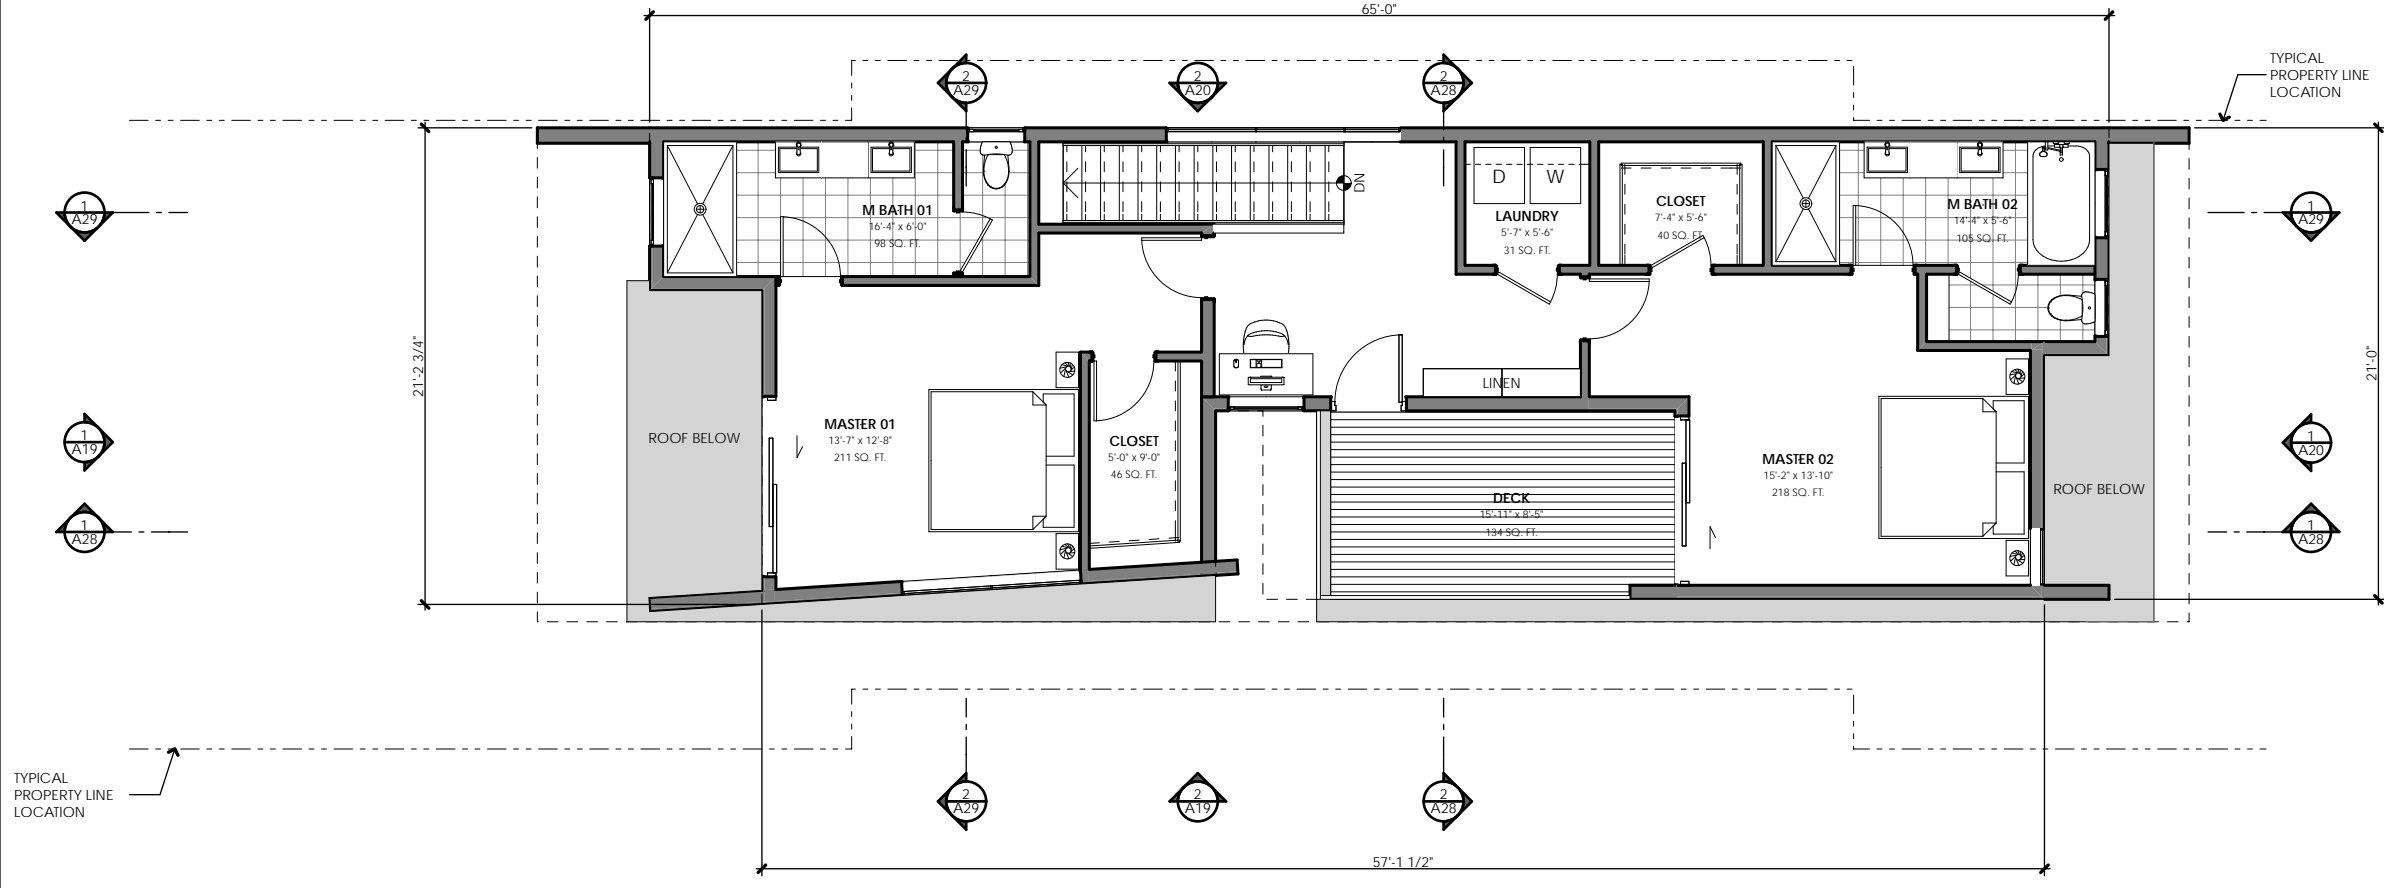 65'-0"
TYPICAL
PROPERTY LINE
LOCATION
2
A29
2
A20
2
A28
1
A29
M BATH 01
16'-4" x 6'-0"
98 SQ. FT.
DN
D
W
LAUNDRY
5'-7" x 5'-6"
31 SQ. FT.
CLOSET
7'-4" x 5'-6"
40 SQ. FT.
M BATH 02
14'-4" x 5'-6"
105 SQ. FT.
1
A29
21'-2 3/4"
21'-0"
LINEN
1
A19
ROOF BELOW
MASTER 01
13'-7" x 12'-8"
211 SQ. FT.
CLOSET
5'-0" x 9'-0"
46 SQ. FT.
DECK
15'-11" x 8'-5"
134 SQ. FT.
MASTER 02
15'-2" x 13'-10"
218 SQ. FT.
ROOF BELOW
1
A20
1
A28
1
A28
TYPICAL
PROPERTY LINE
LOCATION
2
A29
2
A19
2
A28
57'-1 1/2"